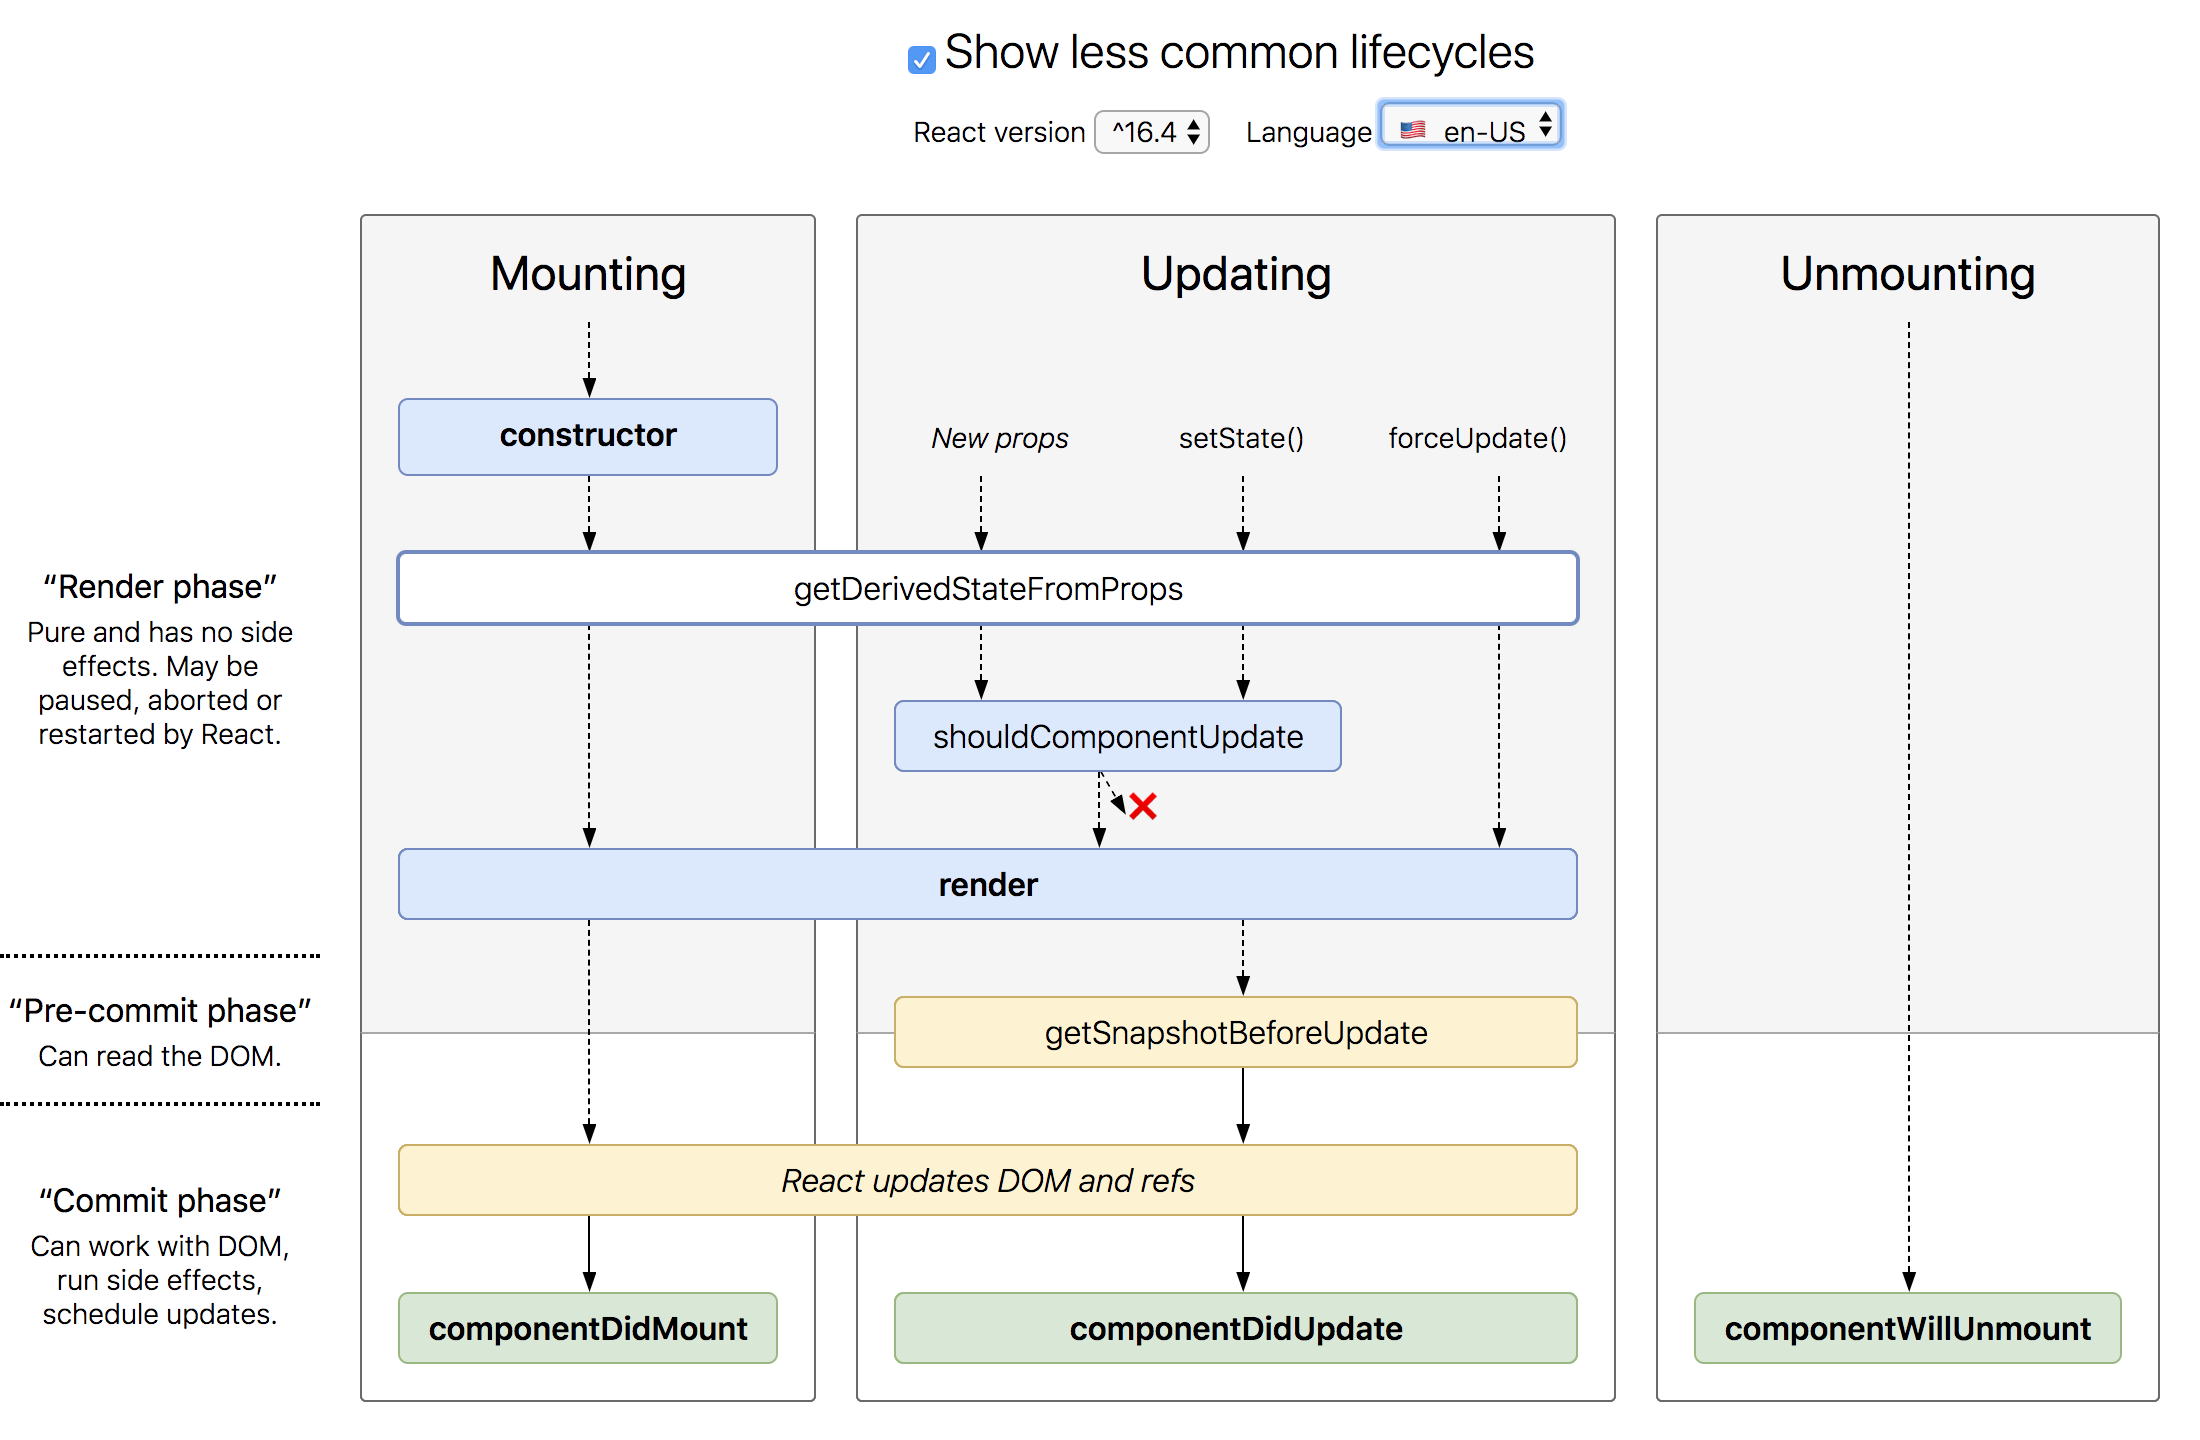 Show less common lifecycles
React version ^16.4 Language en-US
Mounting
Updating
Unmounting
constructor
New props
setState()
forceUpdate()
getDerivedStateFromProps
“Render phase”
Pure and has no side
effects. May be
paused, aborted or
restarted by React.
shouldComponentUpdate
render
“Pre-commit phase”
Can read the DOM.
getSnapshotBeforeUpdate
React updates DOM and refs
“Commit phase”
Can work with DOM,
run side effects,
schedule updates.
componentDidMount
componentDidUpdate
componentWillUnmount